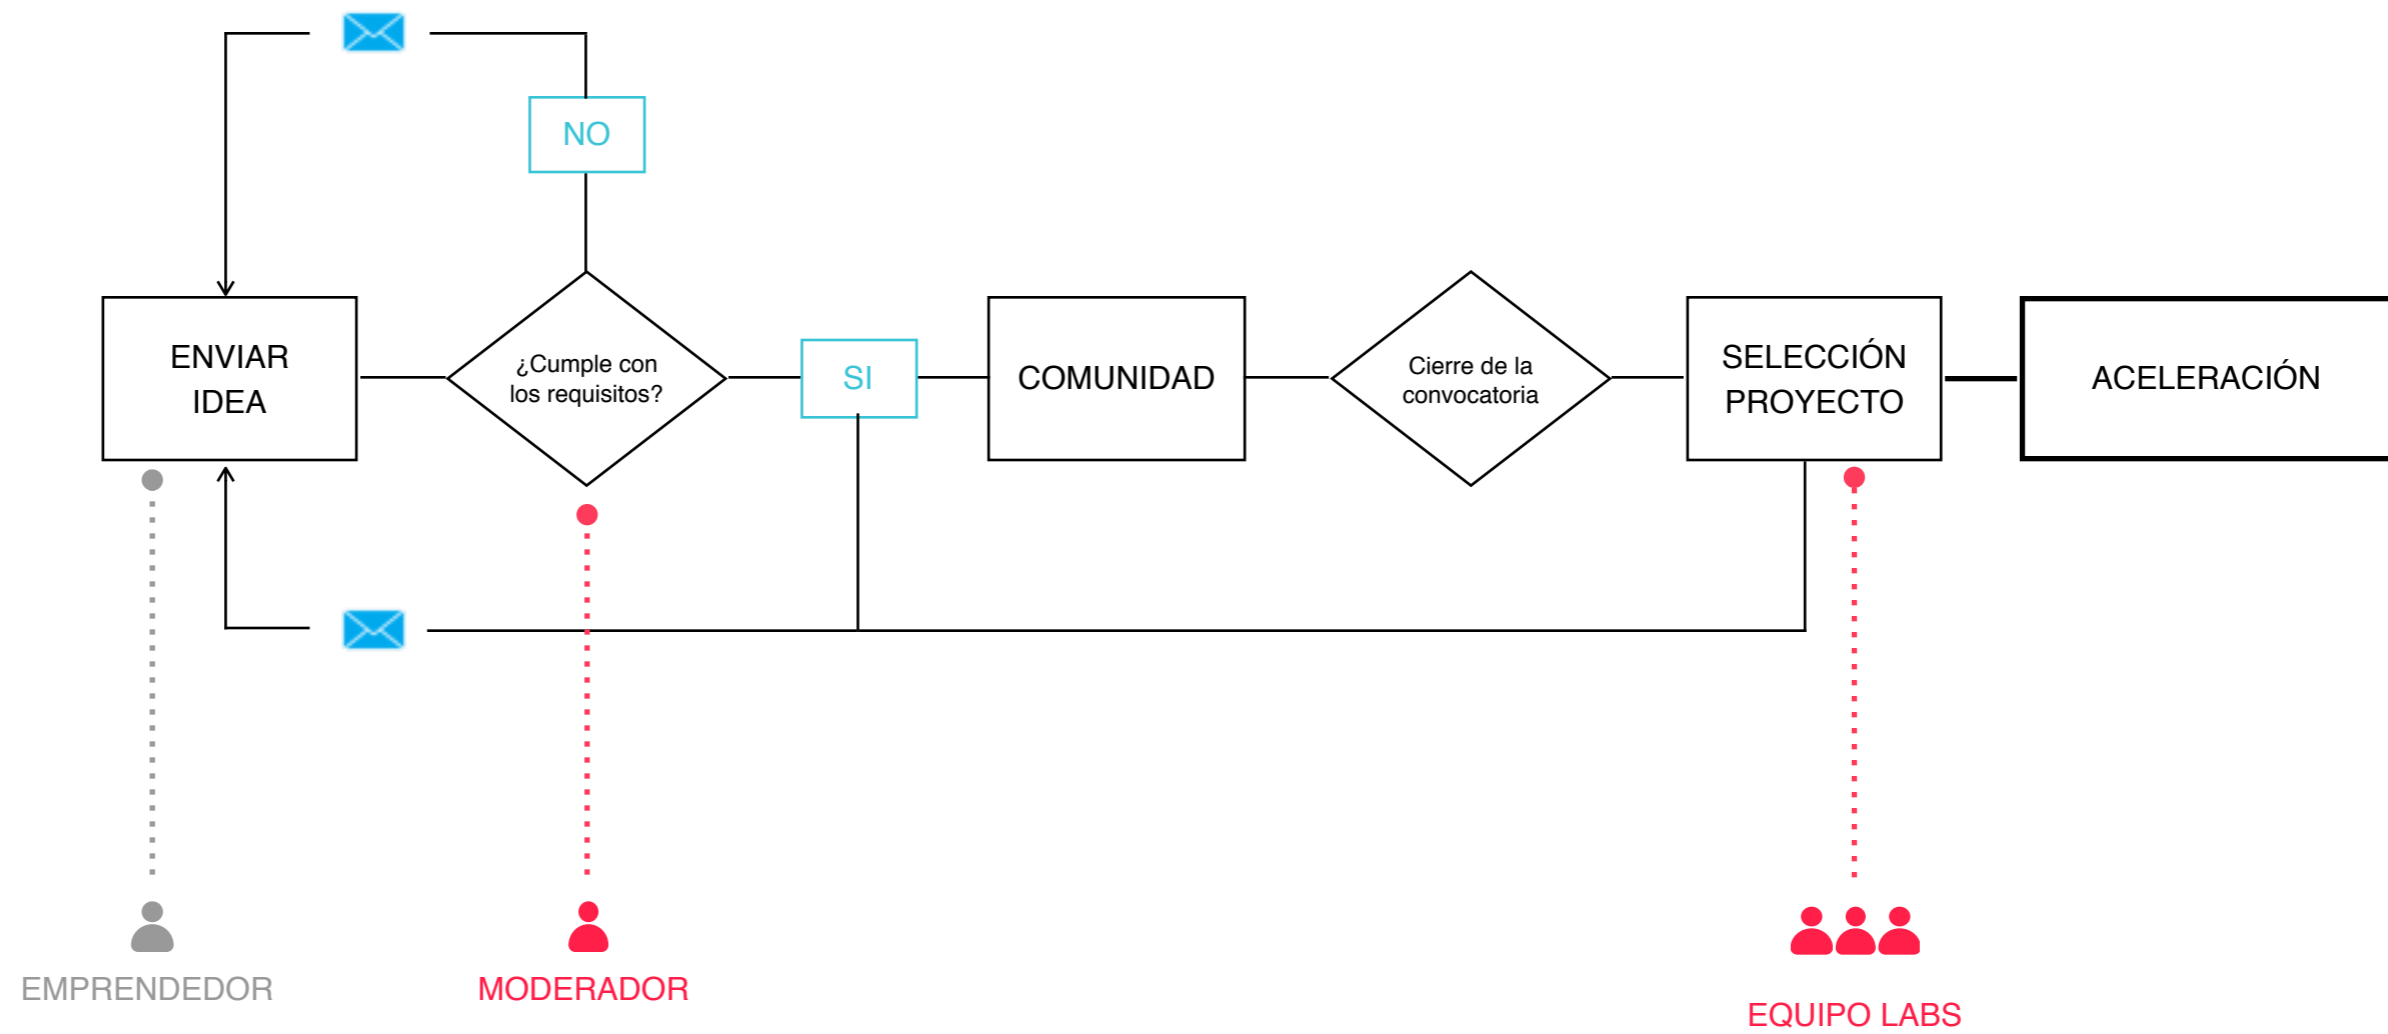 NO
ENVIAR
IDEA
¿Cumple con
los requisitos?
SI
COMUNIDAD
Cierre de la
convocatoria
SELECCIÓN
PROYECTO
ACELERACIÓN
EMPRENDEDOR
MODERADOR
EQUIPO LABS